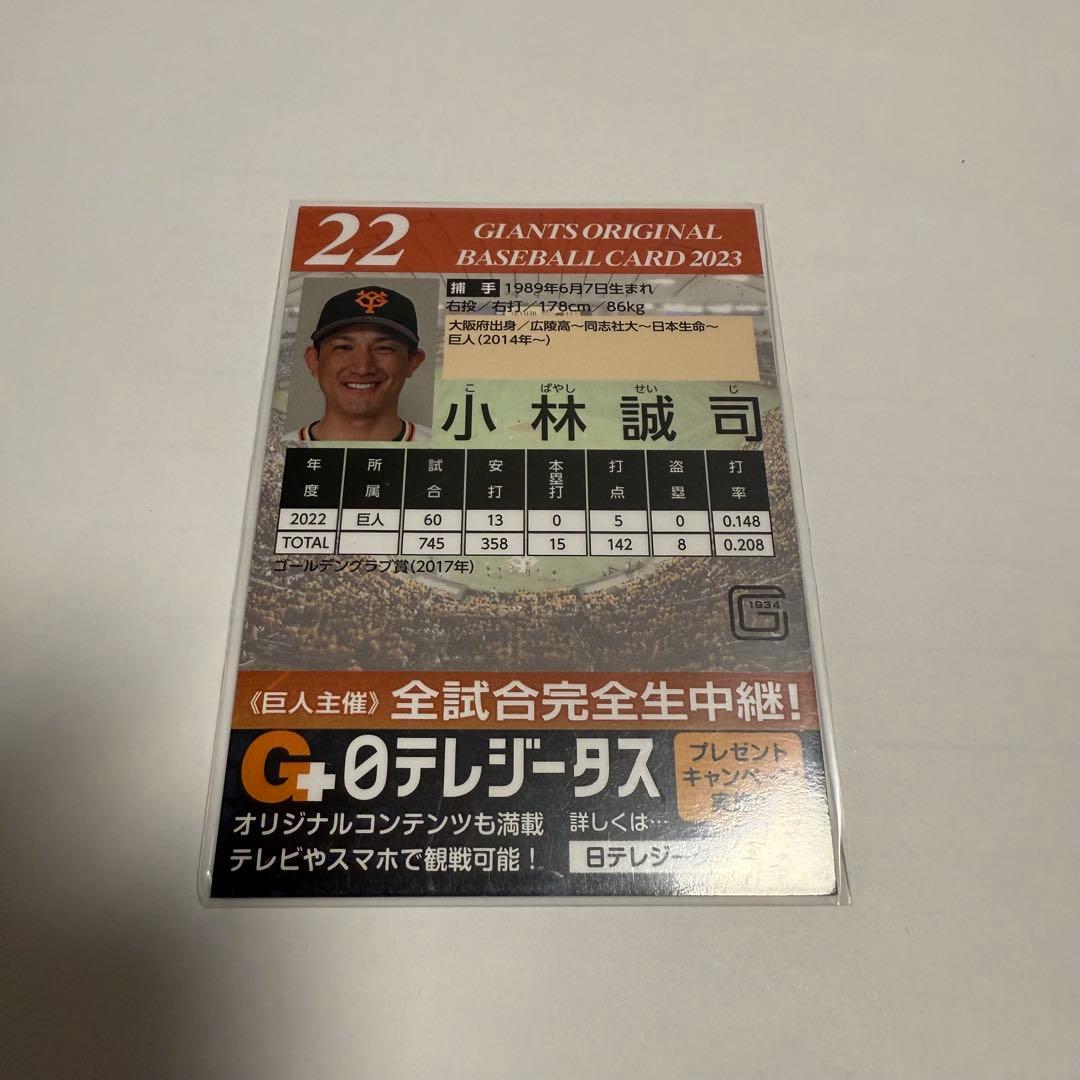 22
GIANTS ORIGINAL
BASEBALL CARD 2023
捕手 1989年6月7日生まれ
右投/右打/178cm/86kg
大阪府出身/広陵高〜同志社大〜日本生命〜
巨人(2014年〜)
こ ばやし せい じ
小林誠司
年度 所属 試合 安打 本塁打 打点 盗塁 打率
2022 巨人 60 13 0 5 0 0.148
TOTAL 745 358 15 142 8 0.208
ゴールデングラブ賞(2017年)
1934
G
《巨人主催》全試合完全生中継!
G+日テレジータス
プレゼント
キャンペーン
オリジナルコンテンツも満載
テレビやスマホで観戦可能!
詳しくは…
日テレジー